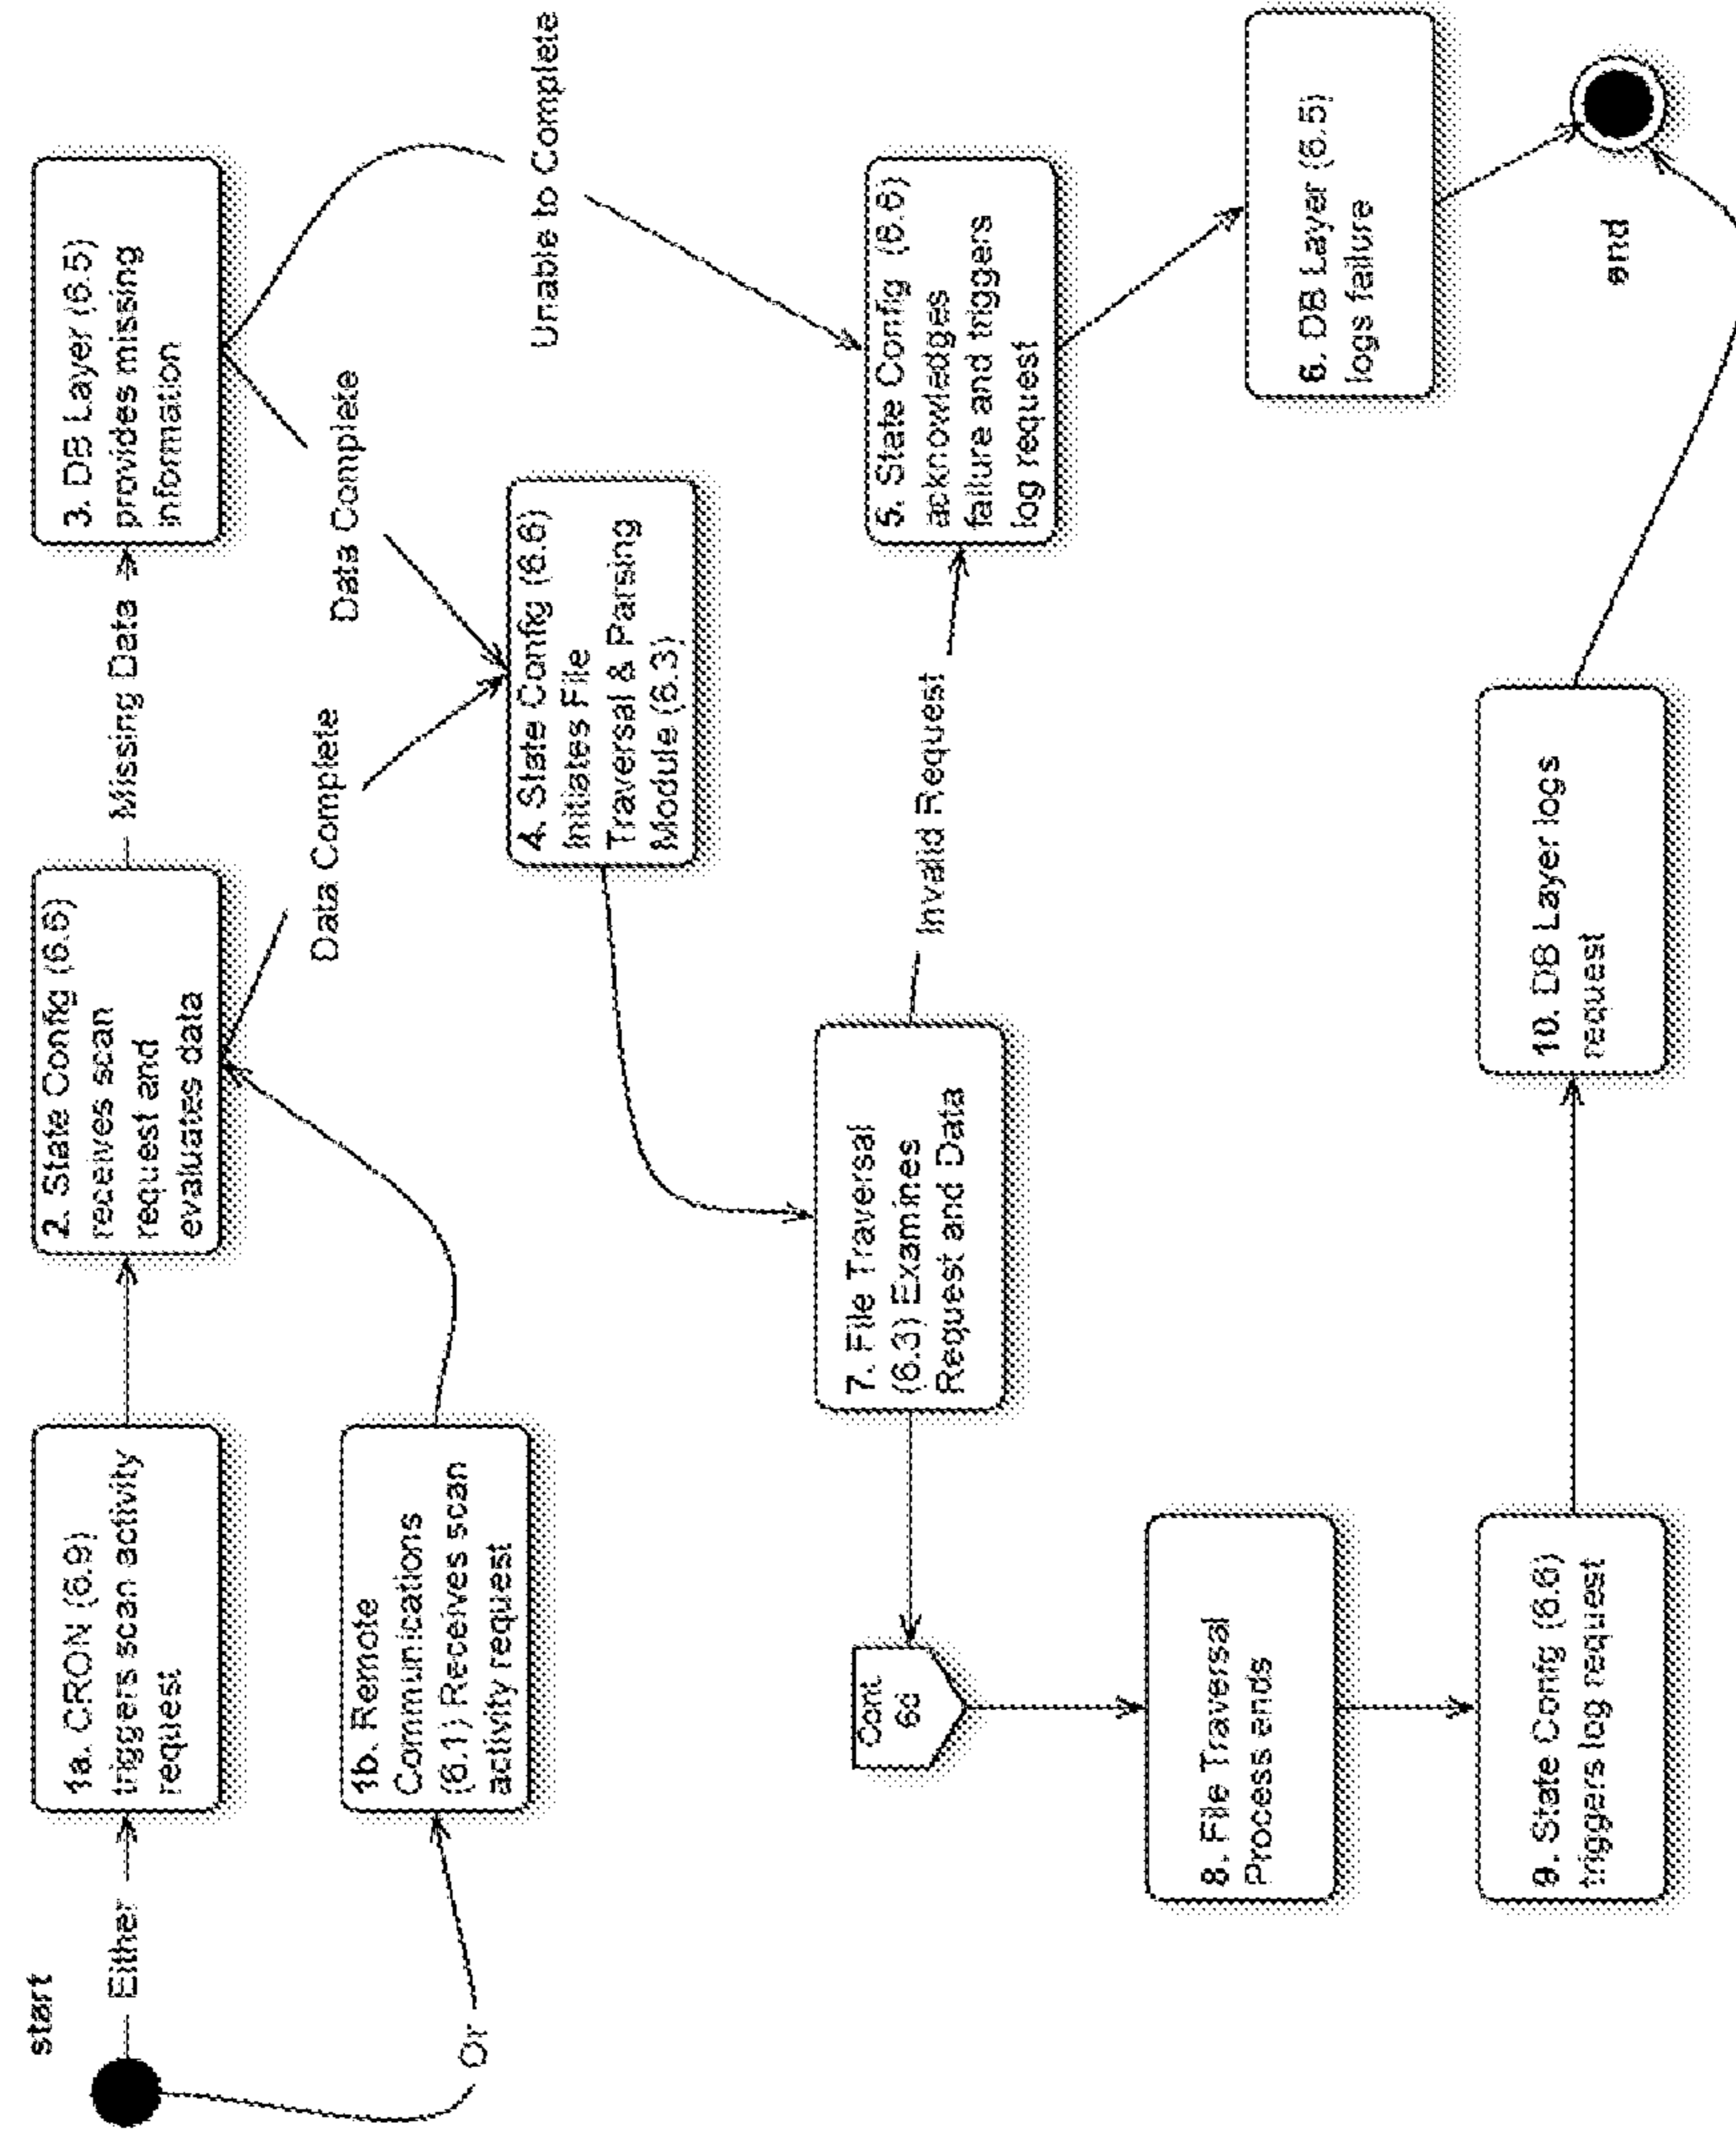 start
Either
Or
1a. CRON (6.9)
triggers scan activity
request
1b. Remote
Communications
(6.1) Receives scan
activity request
2. State Config (6.6)
receives scan
request and
evaluates data
Missing Data
3. DB Layer (6.5)
provides missing
information
Data Complete
Data Complete
Unable to Complete
4. State Config (6.6)
Initiates File
Traversal & Parsing
Module (6.3)
7. File Traversal
(6.3) Examines
Request and Data
Invalid Request
5. State Config (6.6)
acknowledges
failure and triggers
log request
Cont.
6d
8. File Traversal
Process ends
6. DB Layer (6.5)
logs failure
9. State Config (6.6)
triggers log request
10. DB Layer logs
request
end